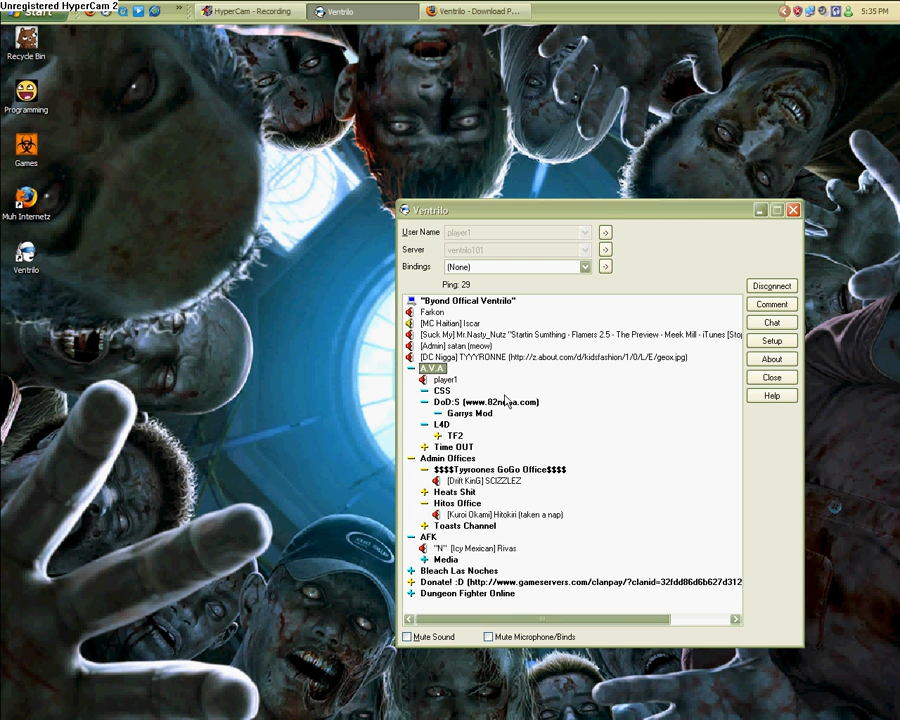 Unregistered HyperCam 2
Start
HyperCam - Recording
Ventrilo
Ventrilo - Download P...
5:35 PM
Recycle Bin
Programming
Games
Muh Internetz
Ventrilo
Ventrilo
User Name player1
Server ventrilo101
Bindings (None)
Ping: 29
Disconnect
Comment
Chat
Setup
About
Close
Help
"Byond Offical Ventrilo"
Farkon
[MC Haitian] Iscar
[Suck My] Mr.Nasty_Nutz "Startin Sumthing - Flamers 2.5 - The Preview - Meek Mill - iTunes [Stop
[Admin] satan (meow)
[DC Nigga] TYYYRONNE (http://z.about.com/d/kidsfashion/1/0/L/E/geox.jpg)
A.V.A
player1
CSS
DoD:S (www.82nd a.com)
Garrys Mod
L4D
TF2
Time OUT
Admin Offices
$$$$Tyyroones GoGo Office$$$$
[Drift KinG] SCIZZLEZ
Heats Shit
Hitos Office
[Kuroi Okami] Hitokiri (taken a nap)
Toasts Channel
AFK
"N" [Icy Mexican] Rivas
Media
Bleach Las Noches
Donate! :D (http://www.gameservers.com/clanpay/?clanid=32fdd86d6b627d312
Dungeon Fighter Online
Mute Sound
Mute Microphone/Binds